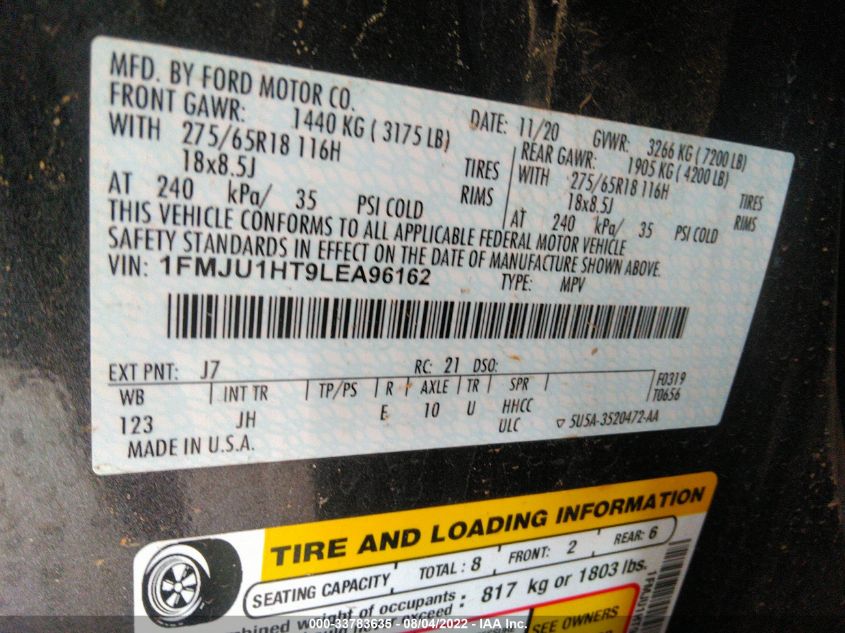 MFD. BY FORD MOTOR CO.
DATE: 11/20 GVWR: 3266 KG ( 7200 LB)
FRONT GAWR: 1440 KG ( 3175 LB)
WITH 275/65R18 116H TIRES
18x8.5J RIMS
AT 240 kPa/ 35 PSI COLD
REAR GAWR: 1905 KG ( 4200 LB)
WITH 275/65R18 116H TIRES
18x8.5J RIMS
AT 240 kPa/ 35 PSI COLD
THIS VEHICLE CONFORMS TO ALL APPLICABLE FEDERAL MOTOR VEHICLE
SAFETY STANDARDS IN EFFECT ON THE DATE OF MANUFACTURE SHOWN ABOVE.
VIN: 1FMJU1HT9LEA96162 TYPE: MPV
EXT PNT: J7 RC: 21 DSO:
WB INT TR TP/PS R AXLE TR SPR F0319
T0656
123 JH E 10 U HHCC
ULC ▽ 5U5A-3520472-AA
MADE IN U.S.A.
TIRE AND LOADING INFORMATION
SEATING CAPACITY TOTAL : 8 FRONT: 2 REAR: 6
weight of occupants : 817 kg or 1803 lbs.
exceed
SEE OWNERS
000-33783635 - 08/04/2022 - IAA Inc.